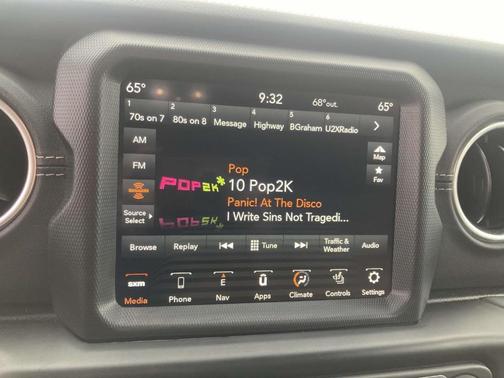 65° 9:32 68° out. 65°
1 2 3 4 5 6
70s on 7 80s on 8 Message Highway BGraham U2XRadio
AM
Map
FM
Fav
Pop
POP2K
10 Pop2K
Panic! At The Disco
I Write Sins Not Tragedi...
Source
Select
Browse Replay Tune Traffic & Weather Audio
sxm E
Media Phone Nav Apps Climate Controls Settings